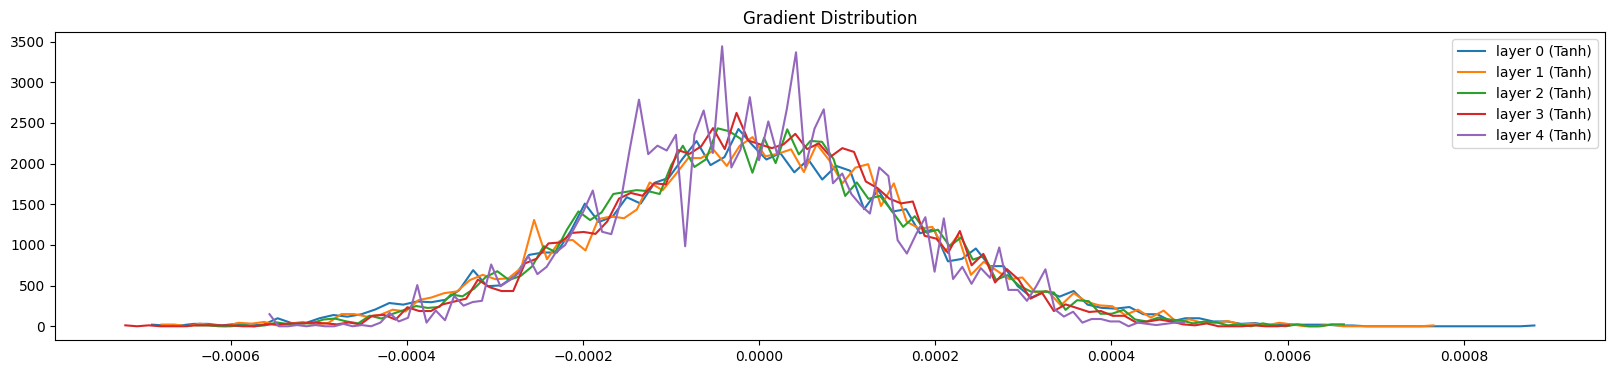 Gradient Distribution
3500
3000
2500
2000
1500
1000
500
0
layer 0 (Tanh)
layer 1 (Tanh)
layer 2 (Tanh)
layer 3 (Tanh)
layer 4 (Tanh)
−0.0006 −0.0004 −0.0002 0.0000 0.0002 0.0004 0.0006 0.0008